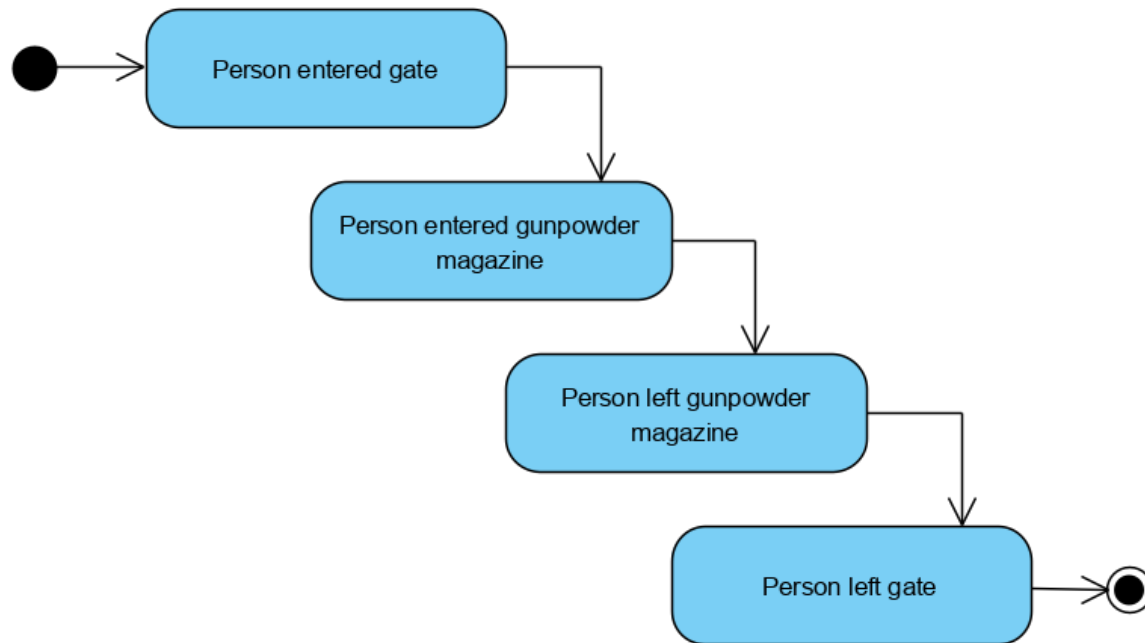 Person entered gate
Person entered gunpowder
magazine
Person left gunpowder
magazine
Person left gate